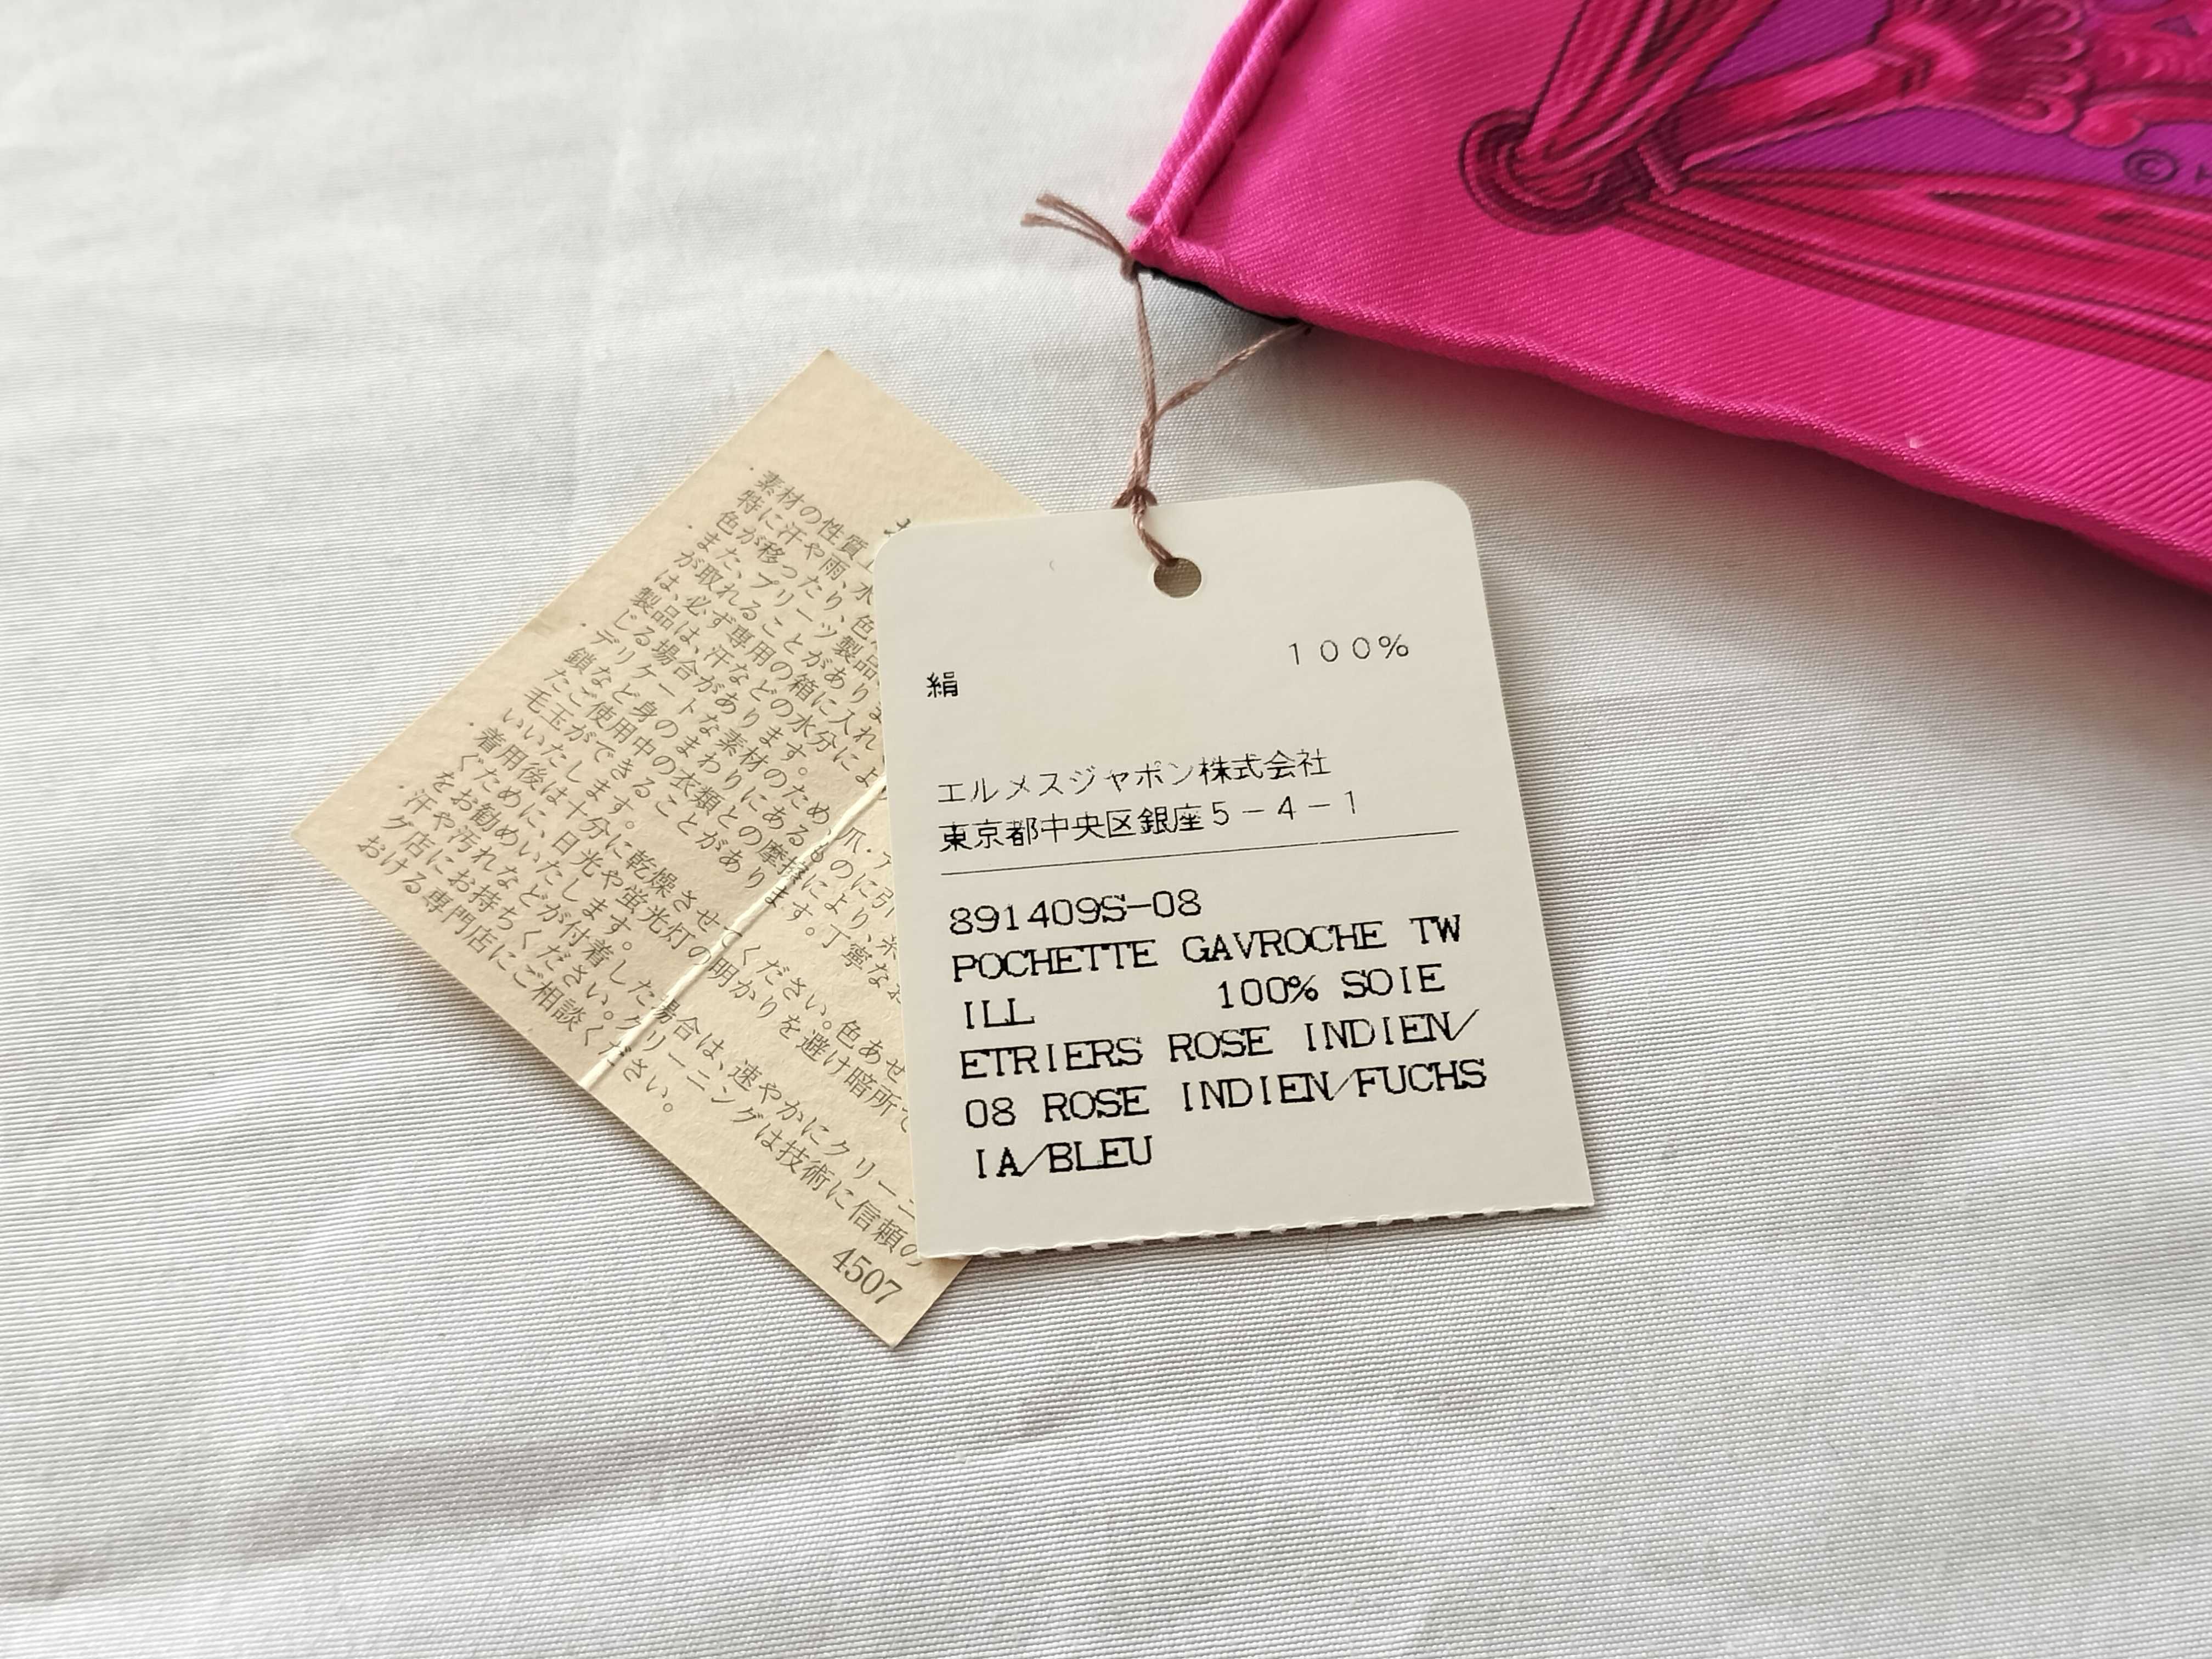 © H
100%
絹
エルメスジャポン株式会社
東京都中央区銀座5-4-1
891409S-08
POCHETTE GAVROCHE TW
ILL 100% SOIE
ETRIERS ROSE INDIEN/
08 ROSE INDIEN/FUCHS
IA/BLEU
・素材の性質上
特に汗や雨、水
色が移ったり、色
・また、プリーツ製品
が取れることがありま
は、必ず専用の箱に入れ
製品は、汗などの水分によ
じる場合があります。
・デリケートな素材のため、爪・ア
鎖など身のまわりにあるものに引
たご使用中の衣類との摩擦により、糸
毛玉ができることがあります。丁寧なお
いいたします。
・着用後は十分に乾燥させてください。色あせ
ぐために、日光や蛍光灯の明かりを避け暗所で
をお勧めいたします。
・汗や汚れなどが付着した場合は、速やかにクリーニ
グ店にお持ちください。クリーニングは技術に信頼の
おける専門店にご相談ください。
4507